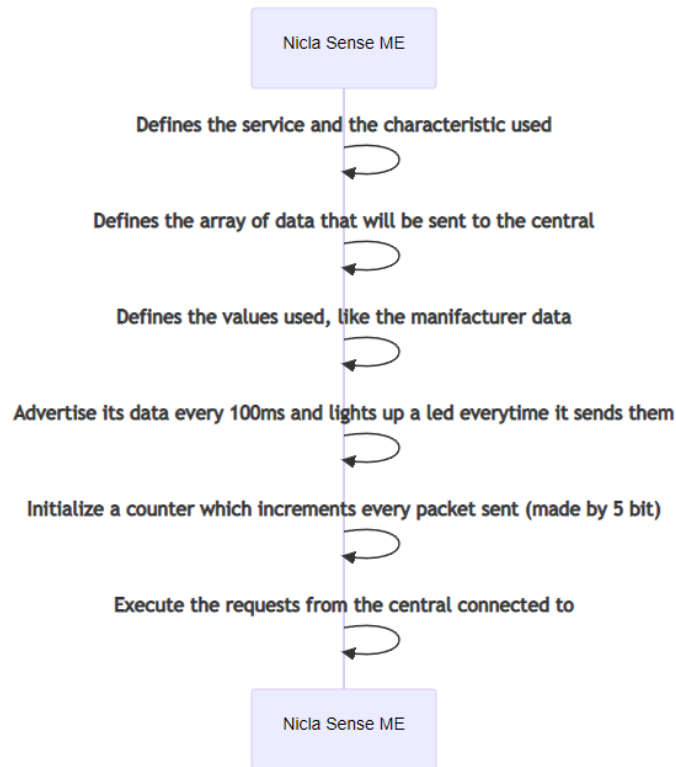 Nicla Sense ME
Defines the service and the characteristic used
Defines the array of data that will be sent to the central
Defines the values used, like the manifacturer data
Advertise its data every 100ms and lights up a led everytime it sends them
Initialize a counter which increments every packet sent (made by 5 bit)
Execute the requests from the central connected to
Nicla Sense ME